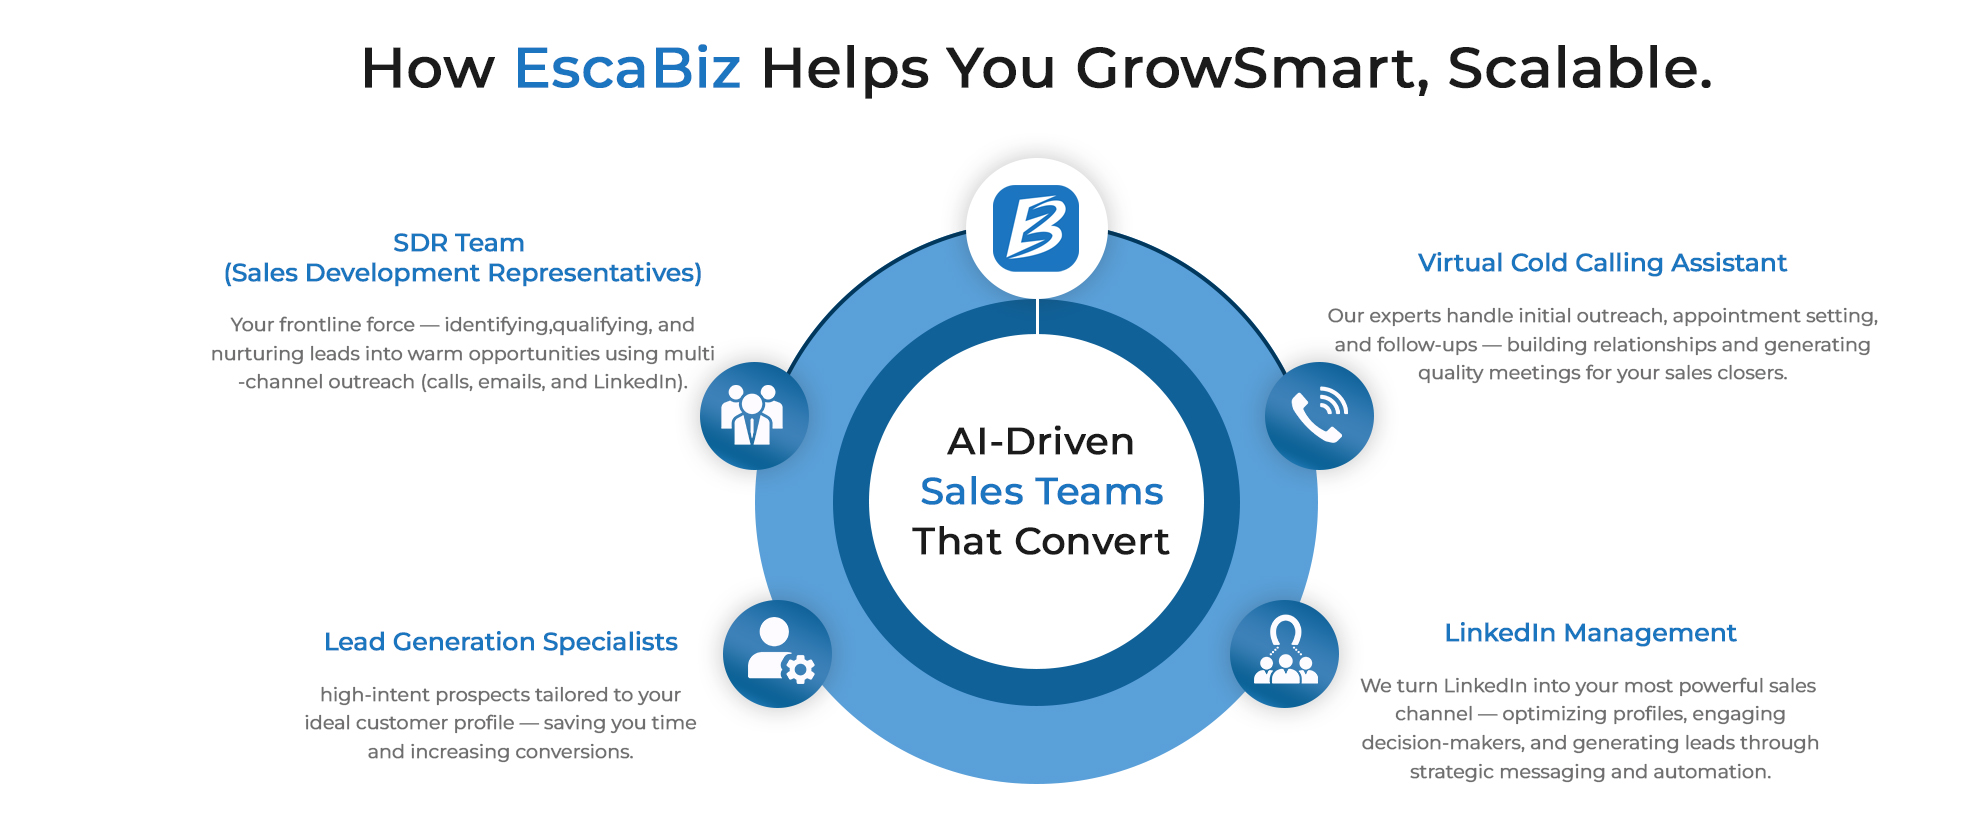 How EscaBiz Helps You GrowSmart, Scalable.
SDR Team
(Sales Development Representatives)
Your frontline force — identifying,qualifying, and
nurturing leads into warm opportunities using multi
-channel outreach (calls, emails, and LinkedIn).
Virtual Cold Calling Assistant
Our experts handle initial outreach, appointment setting,
and follow-ups — building relationships and generating
quality meetings for your sales closers.
AI-Driven
Sales Teams
That Convert
Lead Generation Specialists
high-intent prospects tailored to your
ideal customer profile — saving you time
and increasing conversions.
LinkedIn Management
We turn LinkedIn into your most powerful sales
channel — optimizing profiles, engaging
decision-makers, and generating leads through
strategic messaging and automation.